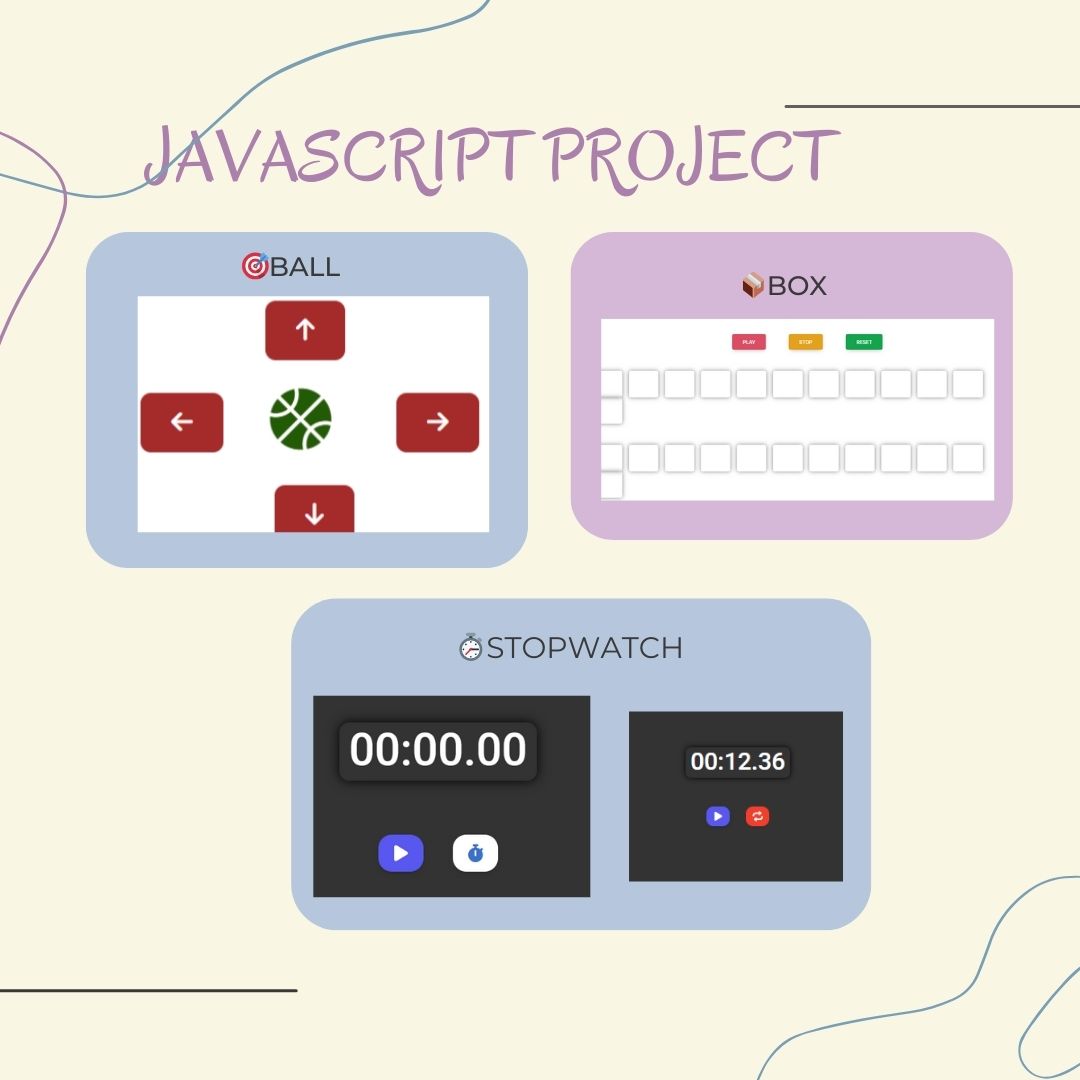 JAVASCRIPT PROJECT
BALL
BOX
PLAY STOP RESET
STOPWATCH
00:00.00
00:12.36